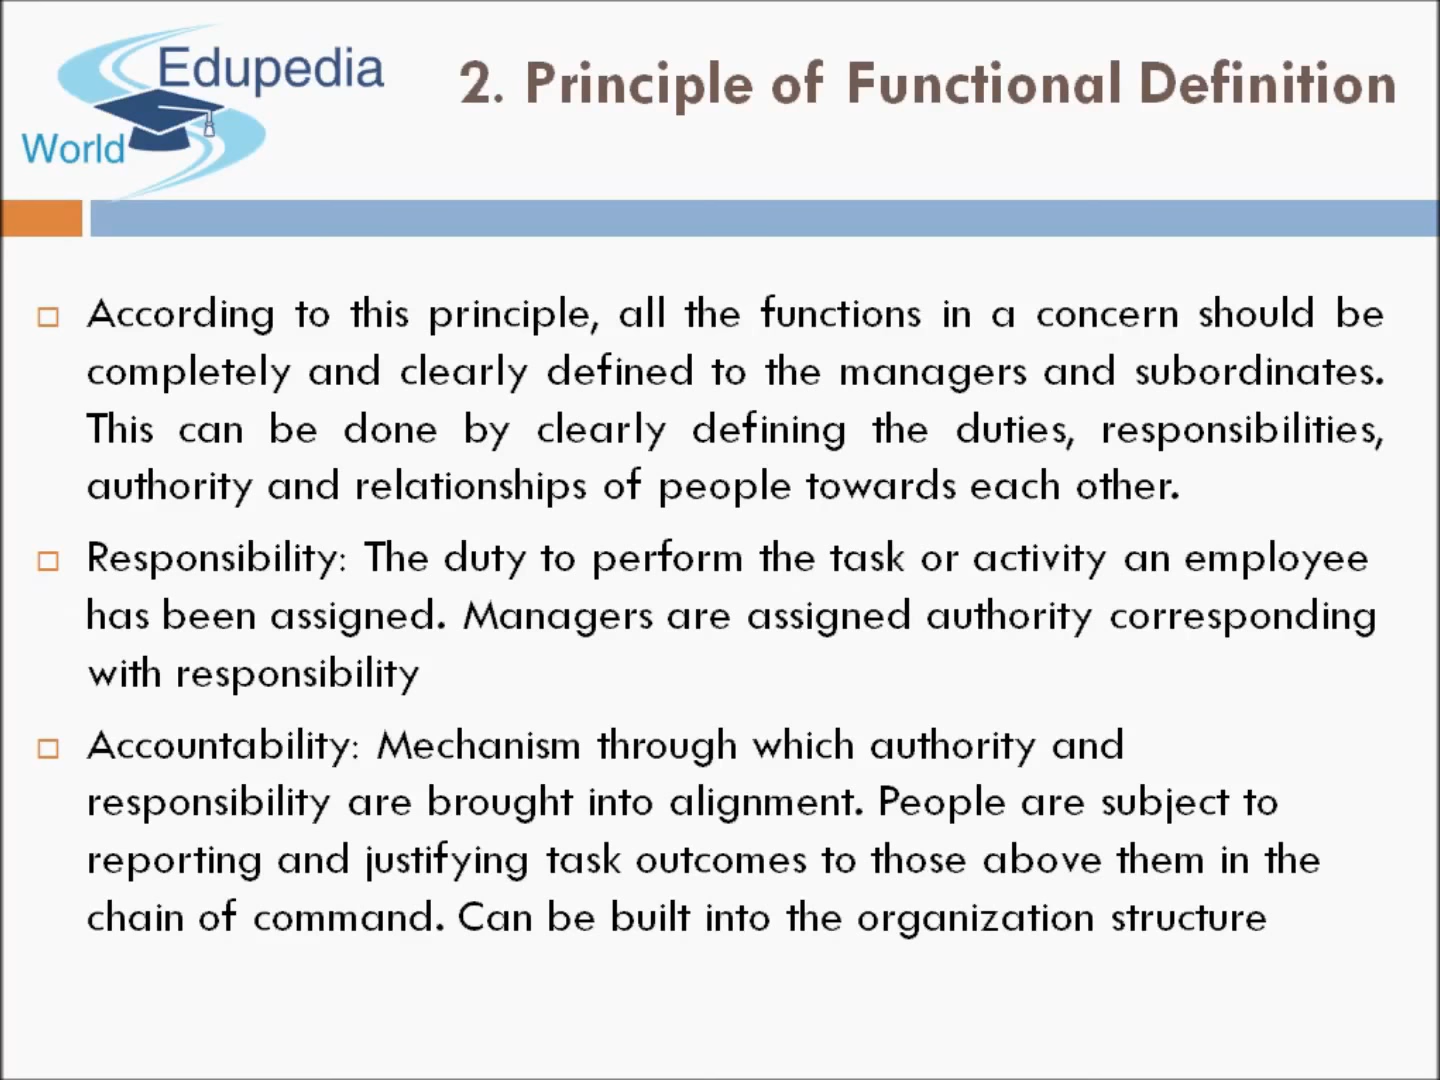 Edupedia
World
2. Principle of Functional Definition
According to this principle, all the functions in a concern should be
completely and clearly defined to the managers and subordinates.
This can be done by clearly defining the duties, responsibilities,
authority and relationships of people towards each other.
Responsibility: The duty to perform the task or activity an employee
has been assigned. Managers are assigned authority corresponding
with responsibility
Accountability: Mechanism through which authority and
responsibility are brought into alignment. People are subject to
reporting and justifying task outcomes to those above them in the
chain of command. Can be built into the organization structure